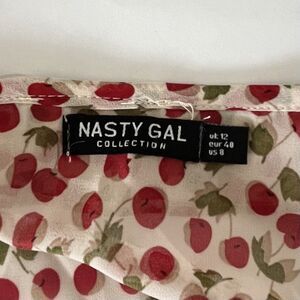 NASTY GAL
COLLECTION
uk 12
eur 40
us 8